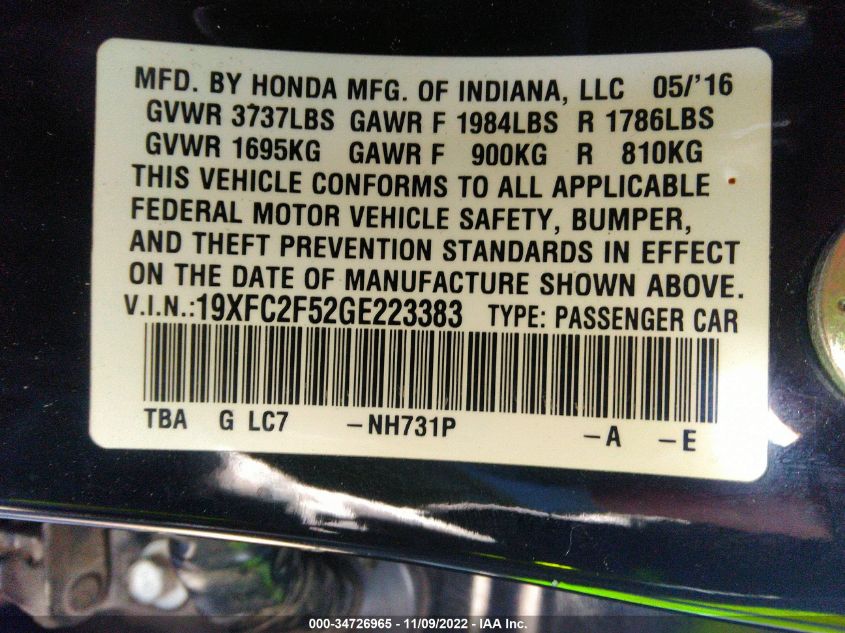 MFD. BY HONDA MFG. OF INDIANA, LLC 05/'16
GVWR 3737LBS GAWR F 1984LBS R 1786LBS
GVWR 1695KG GAWR F 900KG R 810KG
THIS VEHICLE CONFORMS TO ALL APPLICABLE
FEDERAL MOTOR VEHICLE SAFETY, BUMPER,
AND THEFT PREVENTION STANDARDS IN EFFECT
ON THE DATE OF MANUFACTURE SHOWN ABOVE.
V.I.N.:19XFC2F52GE223383 TYPE: PASSENGER CAR
TBA G LC7 –NH731P –A –E
000-34726965 - 11/09/2022 - IAA Inc.